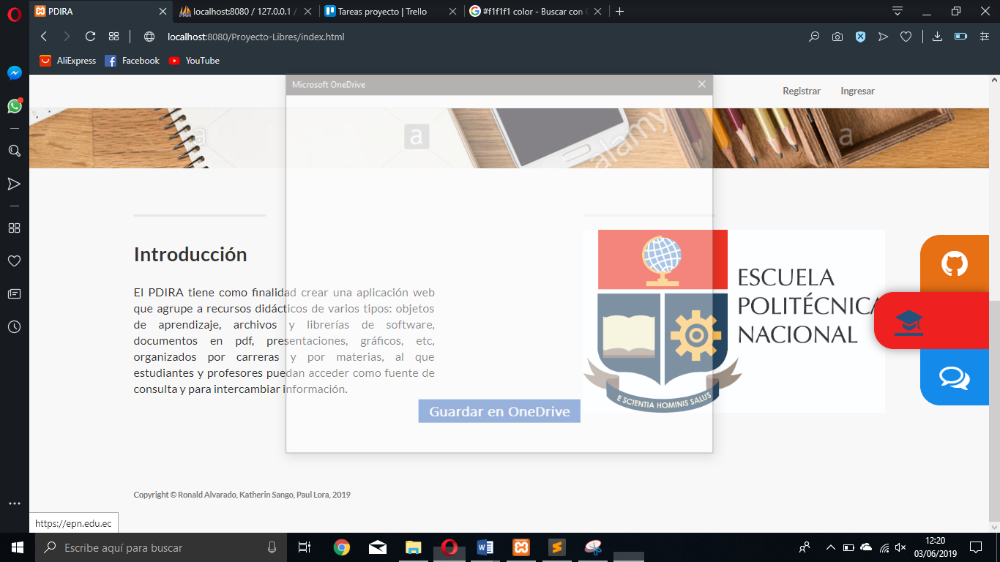 PDIRA
localhost:8080 / 127.0.0.1 /
Tareas proyecto | Trello
#f1f1f1 color - Buscar con
localhost:8080/Proyecto-Libres/index.html
AliExpress
Facebook
YouTube
Microsoft OneDrive
Registrar
Ingresar
a
a
alamy
a
Introducción
El PDIRA tiene como finalidad crear una aplicación web
que agrupe a recursos didácticos de varios tipos: objetos
de aprendizaje, archivos y librerías de software,
documentos en pdf, presentaciones, gráficos, etc,
organizados por carreras y por materias, al que
estudiantes y profesores puedan acceder como fuente de
consulta y para intercambiar información.
ESCUELA
POLITÉCNICA
NACIONAL
E SCIENTIA HOMINIS SALUS
Guardar en OneDrive
Copyright © Ronald Alvarado, Katherin Sango, Paul Lora, 2019
https://epn.edu.ec
Escribe aquí para buscar
12:20
03/06/2019